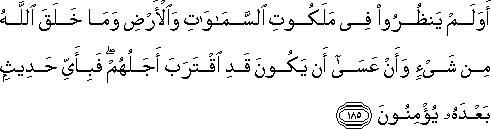 أَوَلَمْ يَنظُرُوا۟ فِى مَلَكُوتِ ٱلسَّمَـٰوَٰتِ وَٱلْأَرْضِ وَمَا خَلَقَ ٱللَّهُ
مِن شَىْءٍ وَأَنْ عَسَىٰٓ أَن يَكُونَ قَدِ ٱقْتَرَبَ أَجَلُهُمْ ۖ فَبِأَىِّ حَدِيثٍۭ
بَعْدَهُۥ يُؤْمِنُونَ ١٨٥